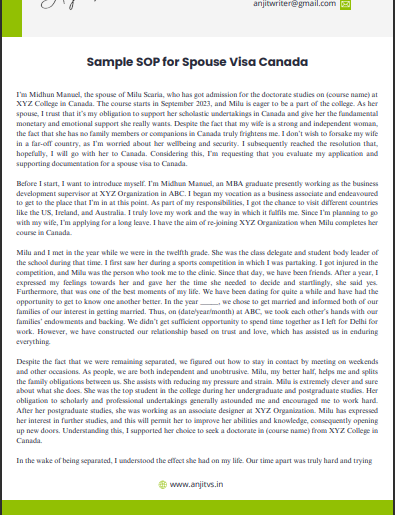 anjitwriter@gmail.com
Sample SOP for Spouse Visa Canada
I'm Midhun Manuel, the spouse of Milu Scaria, who has got admission for the doctorate studies on (course name) at
XYZ College in Canada. The course starts in September 2023, and Milu is eager to be a part of the college. As her
spouse, I trust that it's my obligation to support her scholastic undertakings in Canada and give her the fundamental
monetary and emotional support she really wants. Despite the fact that my wife is a strong and independent woman,
the fact that she has no family members or companions in Canada truly frightens me. I don't wish to forsake my wife
in a far-off country, as I'm worried about her wellbeing and security. I subsequently reached the resolution that,
hopefully, I will go with her to Canada. Considering this, I'm requesting that you evaluate my application and
supporting documentation for a spouse visa to Canada.
Before I start, I want to introduce myself. I'm Midhun Manuel, an MBA graduate presently working as the business
development supervisor at XYZ Organization in ABC. I began my vocation as a business associate and endeavoured
to get to the place that I'm in at this point. As part of my responsibilities, I got the chance to visit different countries
like the US, Ireland, and Australia. I truly love my work and the way in which it fulfils me. Since I'm planning to go
with my wife, I'm applying for a long leave. I have the aim of re-joining XYZ Organization when Milu completes her
course in Canada.
Milu and I met in the year while we were in the twelfth grade. She was the class delegate and student body leader of
the school during that time. I first saw her during a sports competition in which I was partaking. I got injured in the
competition, and Milu was the person who took me to the clinic. Since that day, we have been friends. After a year, I
expressed my feelings towards her and gave her the time she needed to decide and startlingly, she said yes.
Furthermore, that was one of the best moments of my life. We have been dating for quite a while and have had the
opportunity to get to know one another better. In the year _____, we chose to get married and informed both of our
families of our interest in getting married. Thus, on (date/year/month) at ABC, we took each other's hands with our
families' endowments and backing. We didn't get sufficient opportunity to spend time together as I left for Delhi for
work. However, we have constructed our relationship based on trust and love, which has assisted us in enduring
everything.
Despite the fact that we were remaining separated, we figured out how to stay in contact by meeting on weekends
and other occasions. As people, we are both independent and unobtrusive. Milu, my better half, helps me and splits
the family obligations between us. She assists with reducing my pressure and strain. Milu is extremely clever and sure
about what she does. She was the top student in the college during her undergraduate and postgraduate studies. Her
obligation to scholarly and professional undertakings generally astounded me and encouraged me to work hard.
After her postgraduate studies, she was working as an associate designer at XYZ Organization. Milu has expressed
her interest in further studies, and this will permit her to improve her abilities and knowledge, consequently opening
up new doors. Understanding this, I supported her choice to seek a doctorate in (course name) from XYZ College in
Canada.
In the wake of being separated, I understood the effect she had on my life. Our time apart was truly hard and trying
www.anjitvs.in